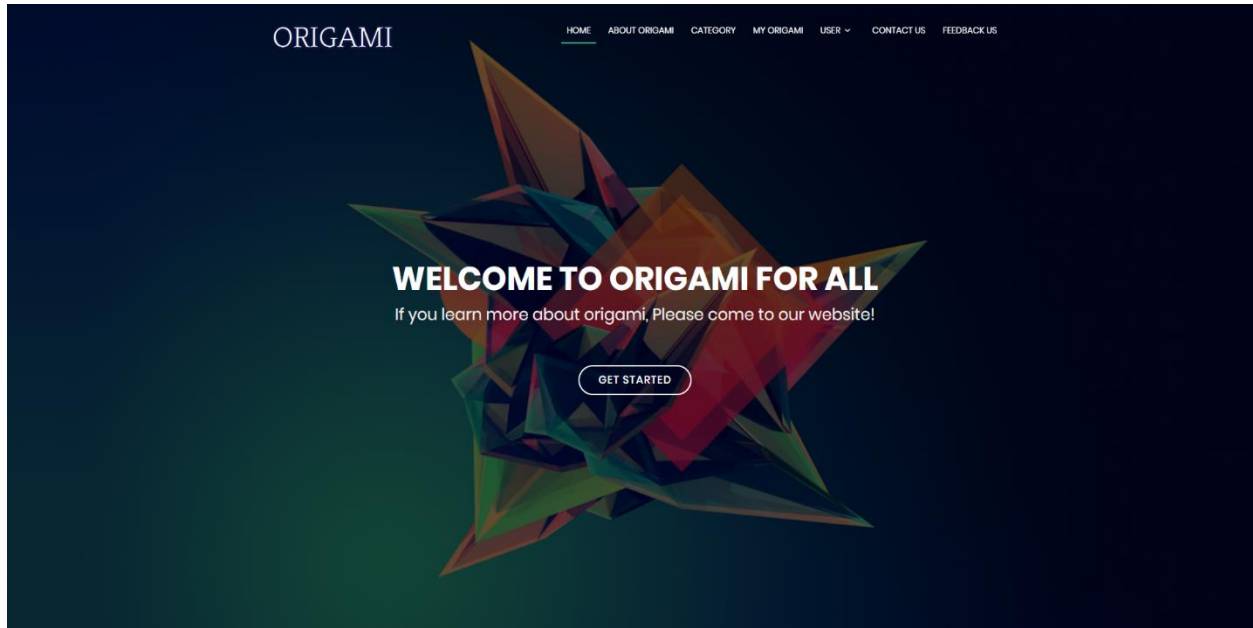 ORIGAMI
HOME ABOUT ORIGAMI CATEGORY MY ORIGAMI USER CONTACT US FEEDBACK US
WELCOME TO ORIGAMI FOR ALL
If you learn more about origami, Please come to our website!
GET STARTED